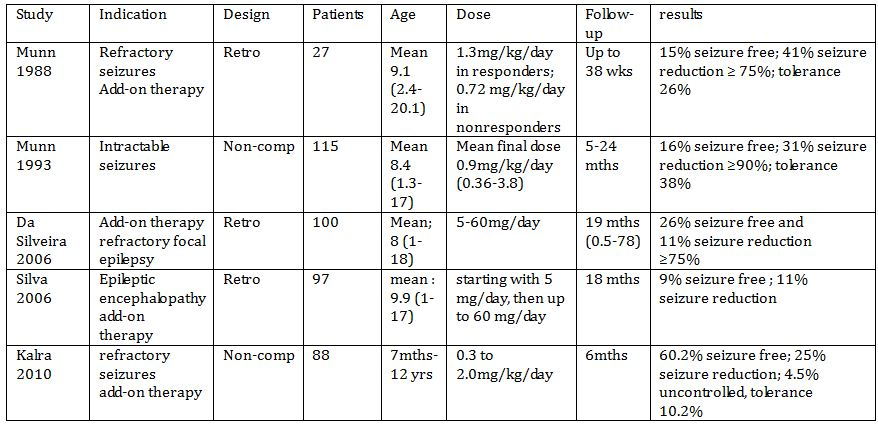 Study Indication Design Patients Age Dose Follow-up results
Munn 1988 Refractory seizures Add-on therapy Retro 27 Mean 9.1 (2.4-20.1) 1.3mg/kg/day in responders; 0.72 mg/kg/day in nonresponders Up to 38 wks 15% seizure free; 41% seizure reduction ≥ 75%; tolerance 26%
Munn 1993 Intractable seizures Non-comp 115 Mean 8.4 (1.3-17) Mean final dose 0.9mg/kg/day (0.36-3.8) 5-24 mths 16% seizure free; 31% seizure reduction ≥90%; tolerance 38%
Da Silveira 2006 Add-on therapy refractory focal epilepsy Retro 100 Mean; 8 (1-18) 5-60mg/day 19 mths (0.5-78) 26% seizure free and 11% seizure reduction ≥75%
Silva 2006 Epileptic encephalopathy add-on therapy Retro 97 mean : 9.9 (1-17) starting with 5 mg/day, then up to 60 mg/day 18 mths 9% seizure free ; 11% seizure reduction
Kalra 2010 refractory seizures add-on therapy Non-comp 88 7mths-12 yrs 0.3 to 2.0mg/kg/day 6mths 60.2% seizure free; 25% seizure reduction; 4.5% uncontrolled, tolerance 10.2%